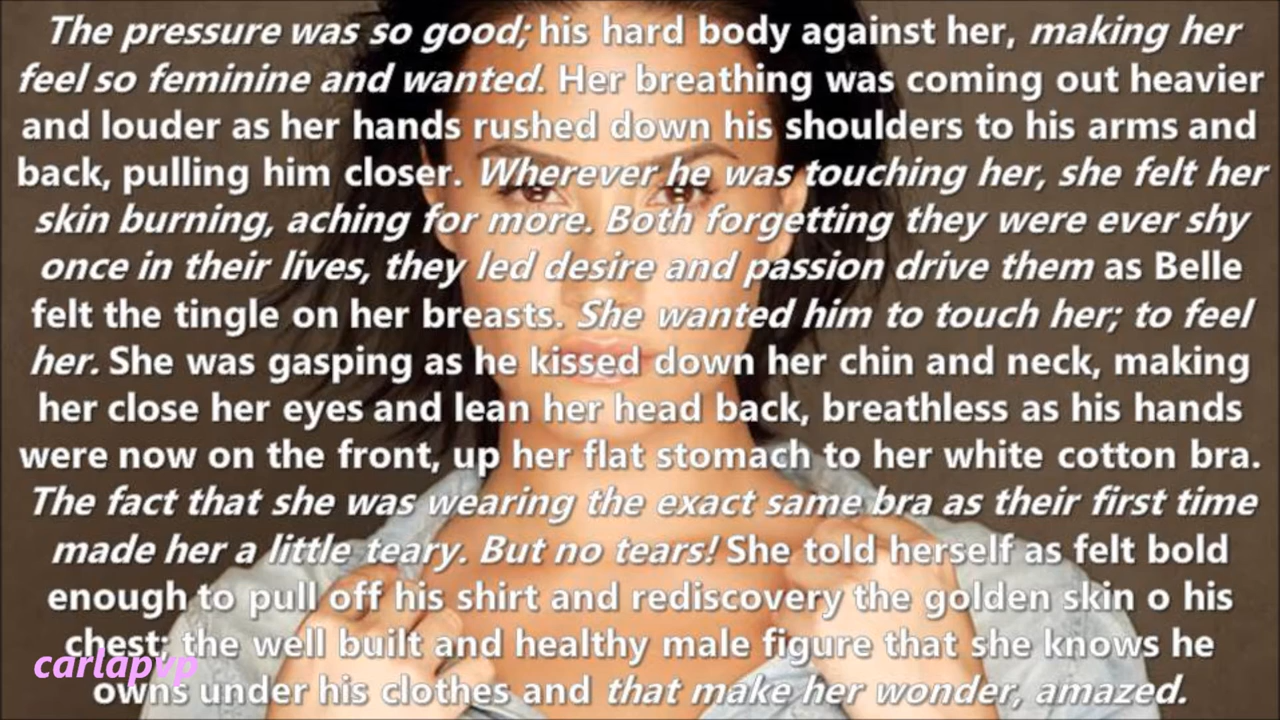 The pressure was so good; his hard body against her, making her
feel so feminine and wanted. Her breathing was coming out heavier
and louder as her hands rushed down his shoulders to his arms and
back, pulling him closer. Wherever he was touching her, she felt her
skin burning, aching for more. Both forgetting they were ever shy
once in their lives, they led desire and passion drive them as Belle
felt the tingle on her breasts. She wanted him to touch her; to feel
her. She was gasping as he kissed down her chin and neck, making
her close her eyes and lean her head back, breathless as his hands
were now on the front, up her flat stomach to her white cotton bra.
The fact that she was wearing the exact same bra as their first time
made her a little teary. But no tears! She told herself as felt bold
enough to pull off his shirt and rediscovery the golden skin o his
chest; the well built and healthy male figure that she knows he
owns under his clothes and that make her wonder, amazed.
carlapvp